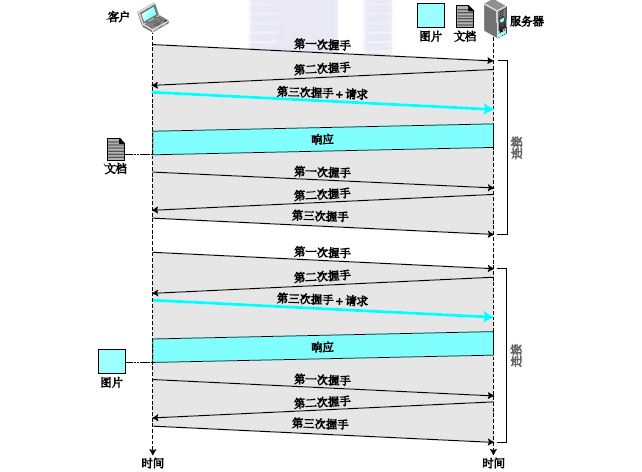 客户
图片
文档
服务器
第一次握手
第二次握手
第三次握手+请求
响应
文档
第一次握手
第二次握手
第三次握手
第一次握手
第二次握手
第三次握手+请求
响应
图片
第一次握手
第二次握手
第三次握手
时间
时间